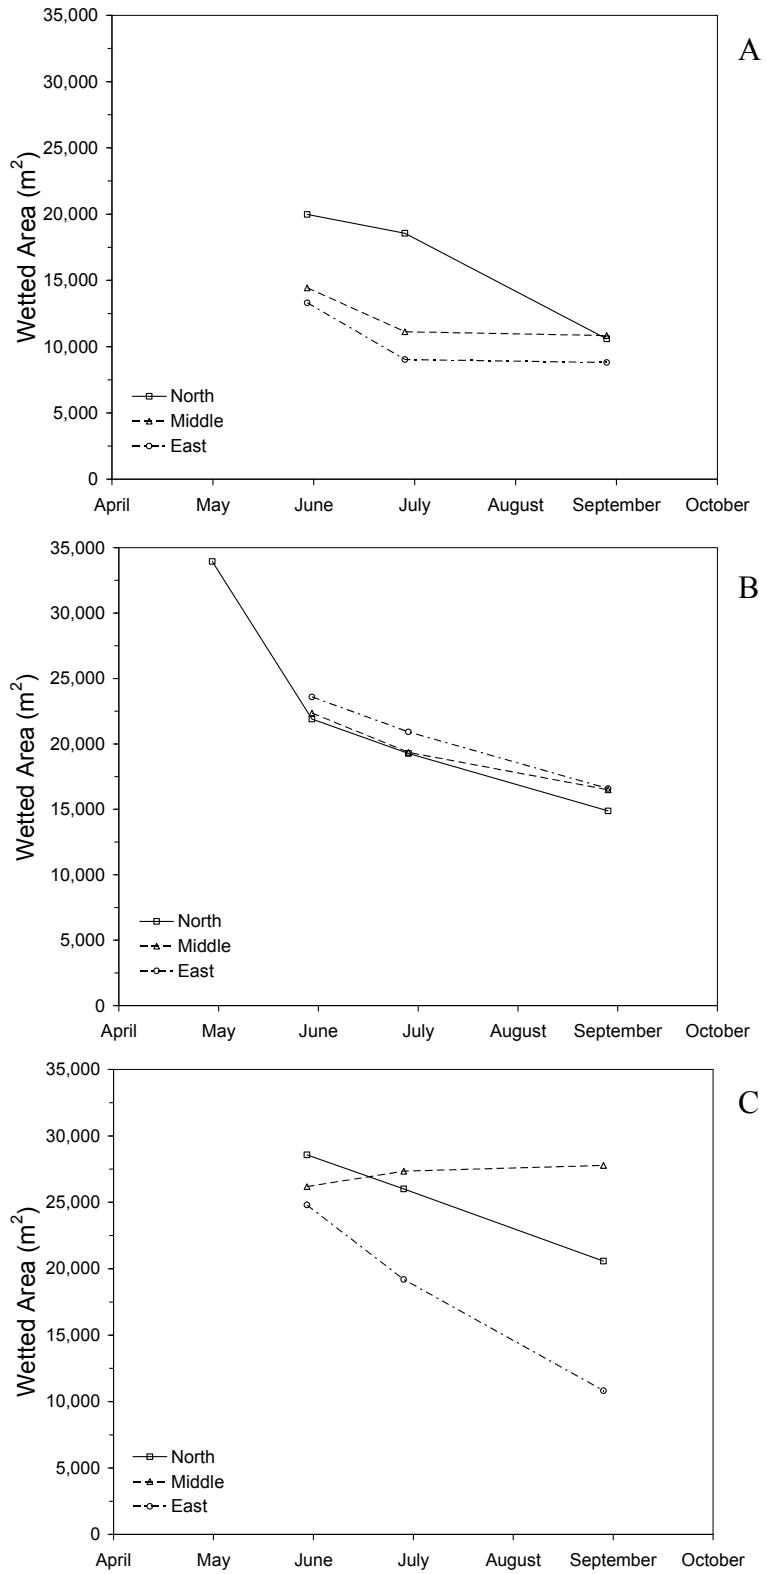 A
Wetted Area (m²)
35,000
30,000
25,000
20,000
15,000
10,000
5,000
0
North
Middle
East
April May June July August September October
B
Wetted Area (m²)
35,000
30,000
25,000
20,000
15,000
10,000
5,000
0
North
Middle
East
April May June July August September October
C
Wetted Area (m²)
35,000
30,000
25,000
20,000
15,000
10,000
5,000
0
North
Middle
East
April May June July August September October